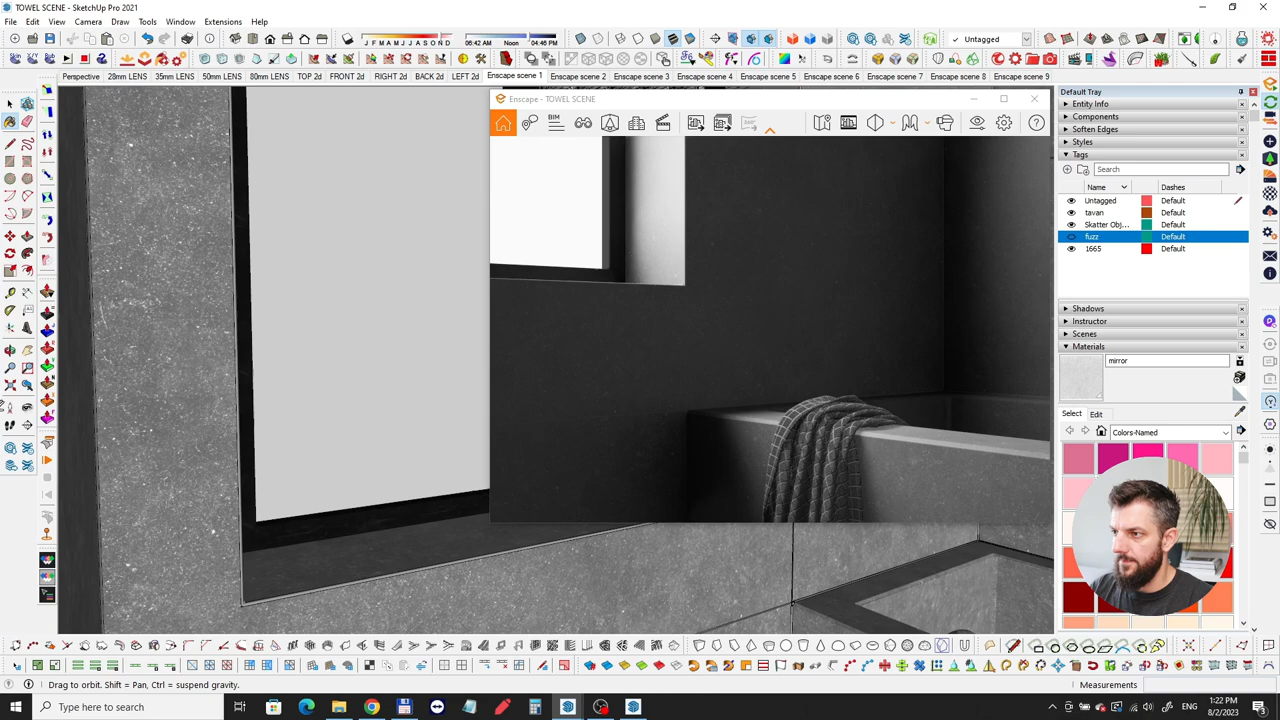 TOWEL SCENE - SketchUp Pro 2021
File Edit View Camera Draw Tools Window Extensions Help
J F M A M J J A S O N D 06:42 AM Noon 04:46 PM Untagged
Perspective 28mm LENS 35mm LENS 50mm LENS 80mm LENS TOP 2d FRONT 2D RIGHT 2d BACK 2d LEFT 2D Enscape scene 1 Enscape scene 2 Enscape scene 3 Enscape scene 4 Enscape scene 5 Enscape scene 6 Enscape scene 7 Enscape scene 8 Enscape scene 9
Enscape - TOWEL SCENE
BIM
Default Tray
Entity Info
Components
Soften Edges
Styles
Tags
Search
Name Dashes
Untagged Default
tavan Default
Skatter Obj... Default
fuzz Default
1665 Default
Shadows
Instructor
Scenes
Materials
mirror
Select Edit
Colors-Named
Drag to orbit. Shift = Pan, Ctrl = suspend gravity.
Measurements
Type here to search
1:22 PM
8/2/2023